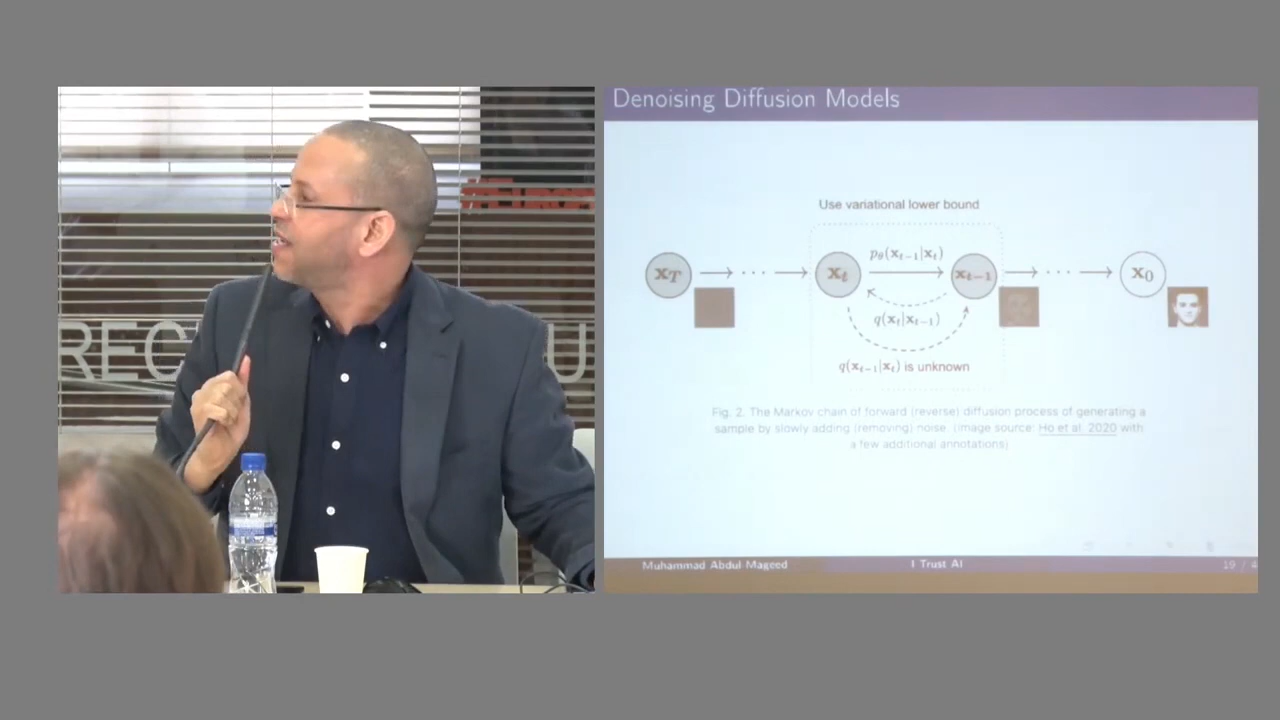 REC
U
Denoising Diffusion Models
Use variational lower bound
x_T
x_t
p_θ(x_{t−1}|x_t)
x_{t−1}
x_0
q(x_t|x_{t−1})
q(x_{t−1}|x_t) is unknown
Fig. 2. The Markov chain of forward (reverse) diffusion process of generating a
sample by slowly adding (removing) noise. (Image source: Ho et al. 2020 with
a few additional annotations)
Muhammad Abdul Mageed
I Trust AI
19 / 4